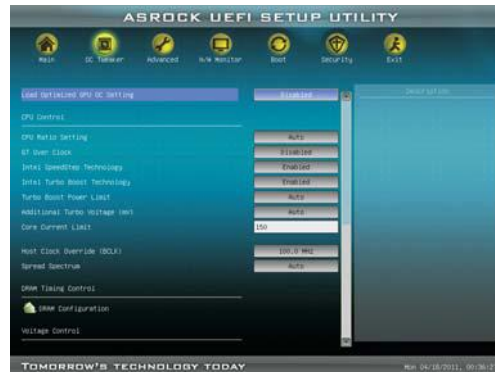 ASROCK UEFI SETUP UTILITY
Main
OC Tweaker
Advanced
H/W Monitor
Boot
Security
Exit
Load Optimized GPU OC Setting Disabled
Description
CPU Control
CPU Ratio Setting Auto
GT Over Clock Disabled
Intel SpeedStep Technology Enabled
Intel Turbo Boost Technology Enabled
Turbo Boost Power Limit Auto
Additional Turbo Voltage (mV) Auto
Core Current Limit 150
Host Clock Override (BCLK) 100.0 MHz
Spread Spectrum Auto
DRAM Timing Control
DRAM Configuration
Voltage Control
TOMORROW'S TECHNOLOGY TODAY
Mon 04/18/2011,